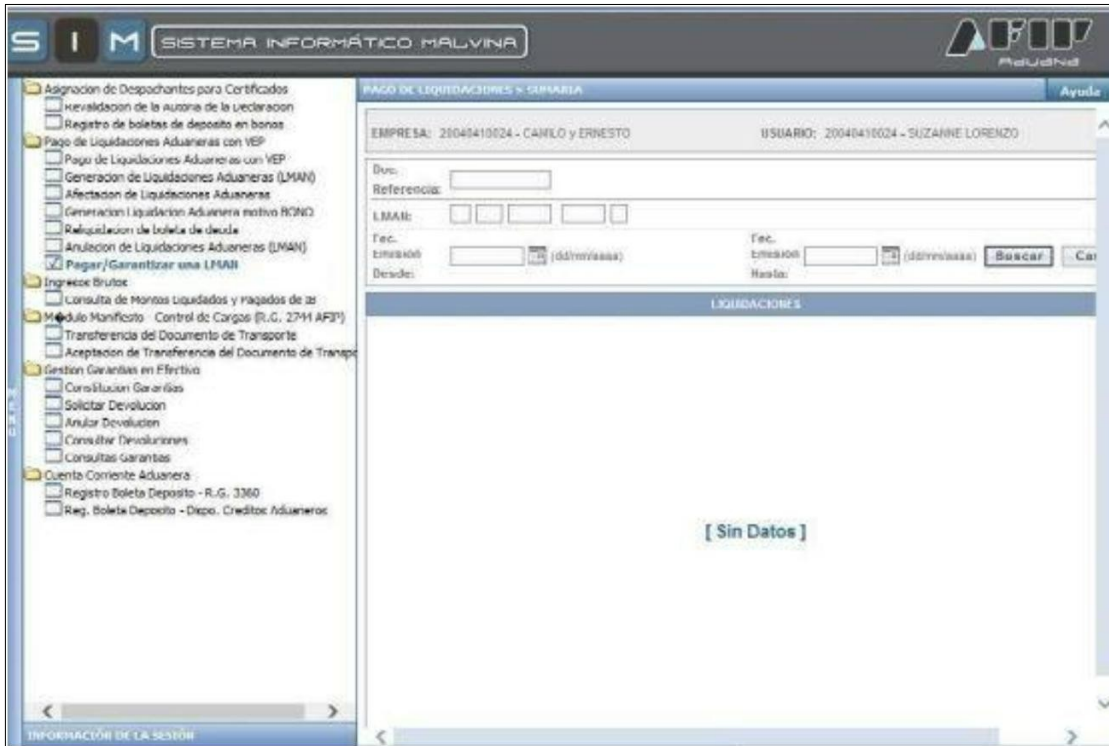 SIM SISTEMA INFORMÁTICO MALVINA
AFIP
Aduana
Asignacion de Despachantes para Certificados
Revalidacion de la Autoria de la Declaracion
Registro de boletas de deposito en bonos
Pago de Liquidaciones Aduaneras con VEP
Pago de Liquidaciones Aduaneras con VEP
Generacion de Liquidaciones Aduaneras (LMAN)
Afectacion de Liquidaciones Aduaneras
Generacion Liquidacion Aduanera motivo BONO
Reliquidacion de boleta de deuda
Anulacion de Liquidaciones Aduaneras (LMAN)
Pagar/Garantizar una LMAN
Ingresos Brutos
Consulta de Montos Liquidados y Pagados de IB
M�dulo Manifiesto - Control de Cargas (R.G. 2744 AFIP)
Transferencia del Documento de Transporte
Aceptacion de Transferencia del Documento de Transpo
Gestion Garantias en Efectivo
Constitucion Garantias
Solicitar Devolucion
Anular Devolucion
Consultar Devoluciones
Consultas Garantias
Cuenta Corriente Aduanera
Registro Boleta Deposito - R.G. 3360
Reg. Boleta Deposito - Dispo. Creditos Aduaneros
INFORMACIÓN DE LA SESIÓN
PAGO DE LIQUIDACIONES > SUMARIA
Ayuda
EMPRESA: 20040410024 - CAMILO y ERNESTO USUARIO: 20040410024 - SUZANNE LORENZO
Doc.
Referencia:
LMAN:
Fec.
Emision
Desde:
(dd/mm/aaaa)
Fec.
Emision
Hasta:
(dd/mm/aaaa)
Buscar
Can
LIQUIDACIONES
[ Sin Datos ]